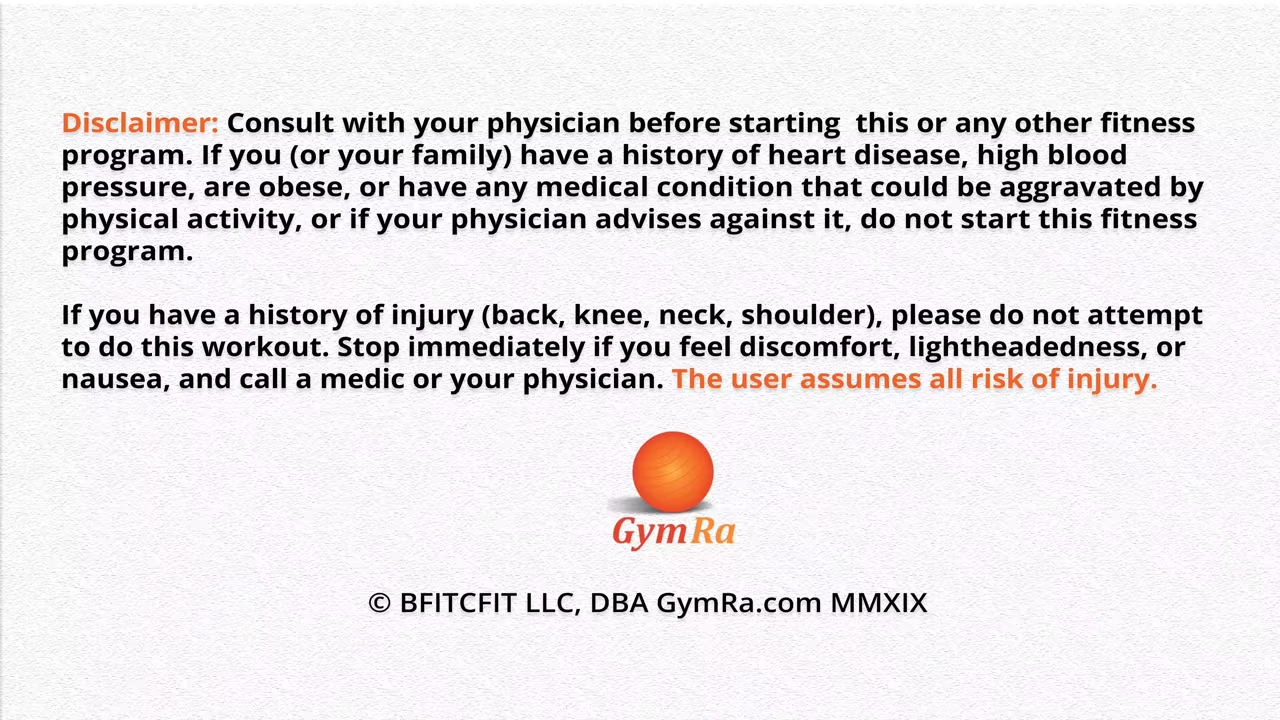 Disclaimer: Consult with your physician before starting  this or any other fitness
program. If you (or your family) have a history of heart disease, high blood
pressure, are obese, or have any medical condition that could be aggravated by
physical activity, or if your physician advises against it, do not start this fitness
program.
If you have a history of injury (back, knee, neck, shoulder), please do not attempt
to do this workout. Stop immediately if you feel discomfort, lightheadedness, or
nausea, and call a medic or your physician. The user assumes all risk of injury.
GymRa
© BFITCFIT LLC, DBA GymRa.com MMXIX